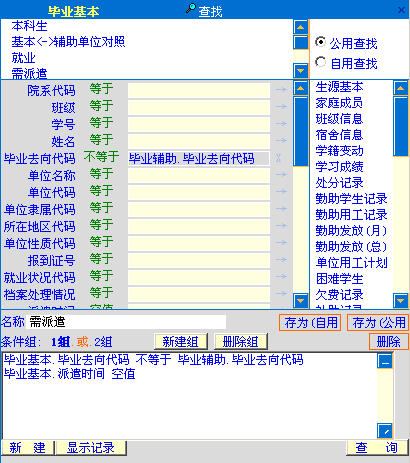 毕业基本 查找
本科生
基本<->辅助单位对照
就业
需派遣
公用查找
自用查找
院系代码 等于
班级 等于
学号 等于
姓名 等于
毕业去向代码 不等于 毕业辅助.毕业去向代码
单位名称 等于
单位代码 等于
单位隶属代码 等于
所在地区代码 等于
单位性质代码 等于
报到证号 等于
就业状况代码 等于
档案处理情况 等于
派遣时间 空值
生源基本
家庭成员
班级信息
宿舍信息
学籍变动
学习成绩
处分记录
勤助学生记录
勤助用工记录
勤助发放(月)
勤助发放(总)
单位用工计划
困难学生
欠费记录
补助记录
名称 需派遣 存为(自用 存为(公用
条件组: 1组 或 2组 新建组 删除组 删除
毕业基本.毕业去向代码 不等于 毕业辅助.毕业去向代码
毕业基本.派遣时间 空值
新 建 显示记录 查 询